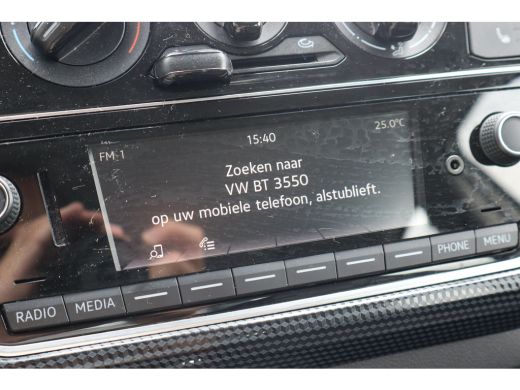 15:40
25.0°C
FM-1
Zoeken naar
VW BT 3550
op uw mobiele telefoon, alstublieft.
RADIO
MEDIA
PHONE
MENU